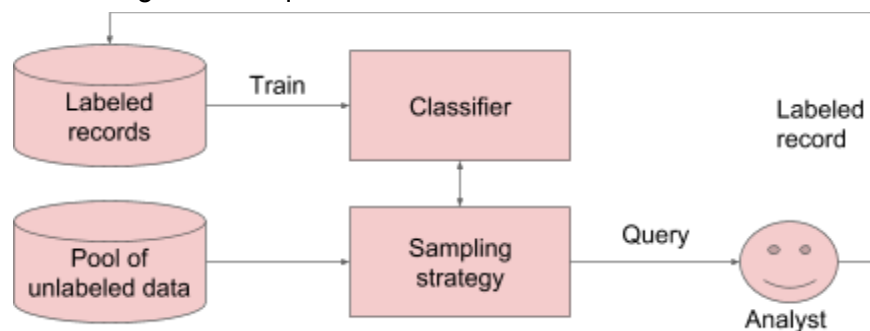 Labeled
records
Train
Classifier
Labeled
record
Pool of
unlabeled data
Sampling
strategy
Query
Analyst